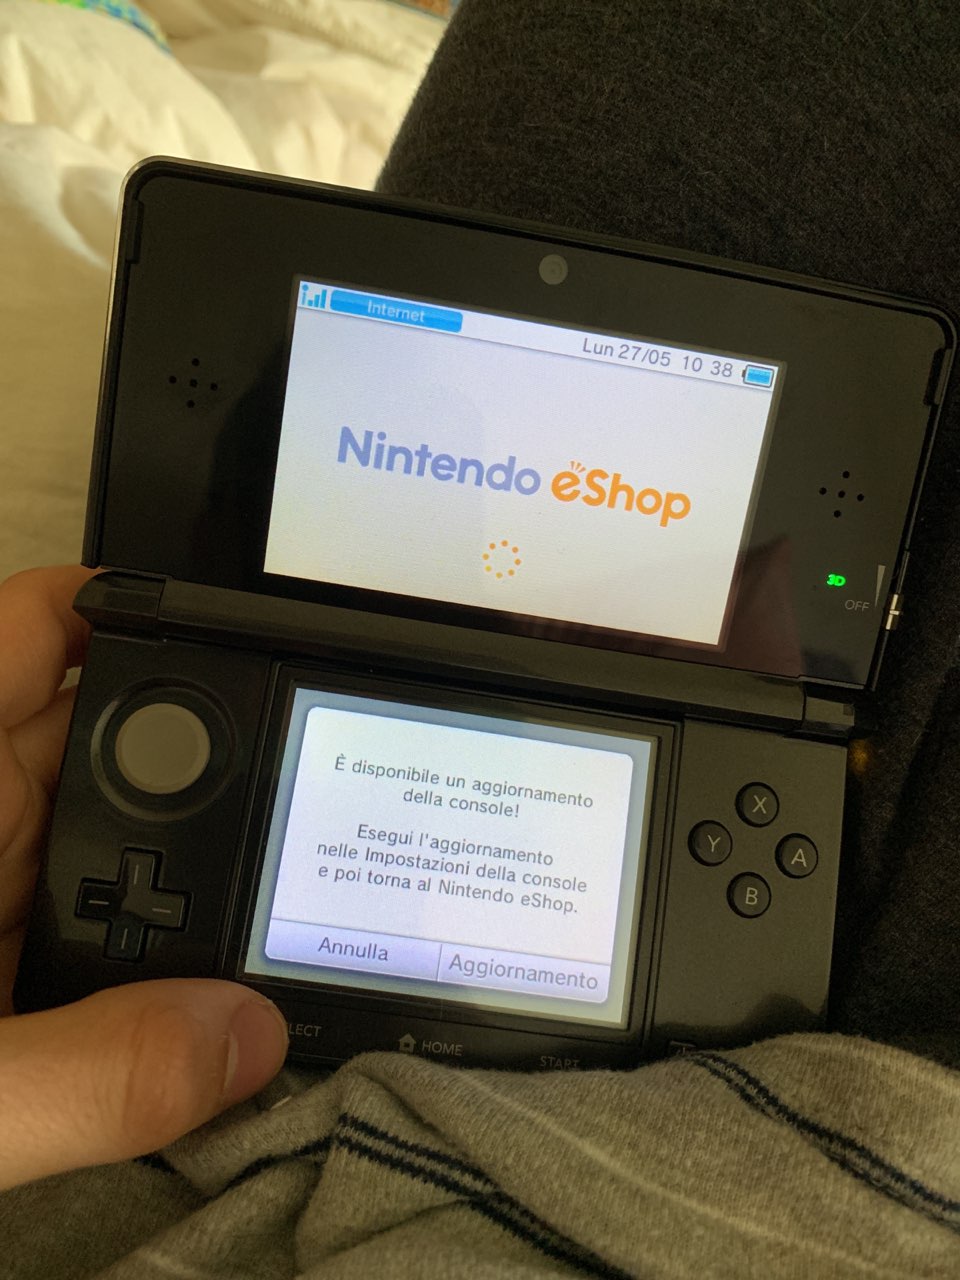 Internet
Lun 27/05 10 38
Nintendo eShop
3D
OFF
È disponibile un aggiornamento
della console!
Esegui l'aggiornamento
nelle Impostazioni della console
e poi torna al Nintendo eShop.
Annulla
Aggiornamento
X
Y
A
B
LECT
HOME
START